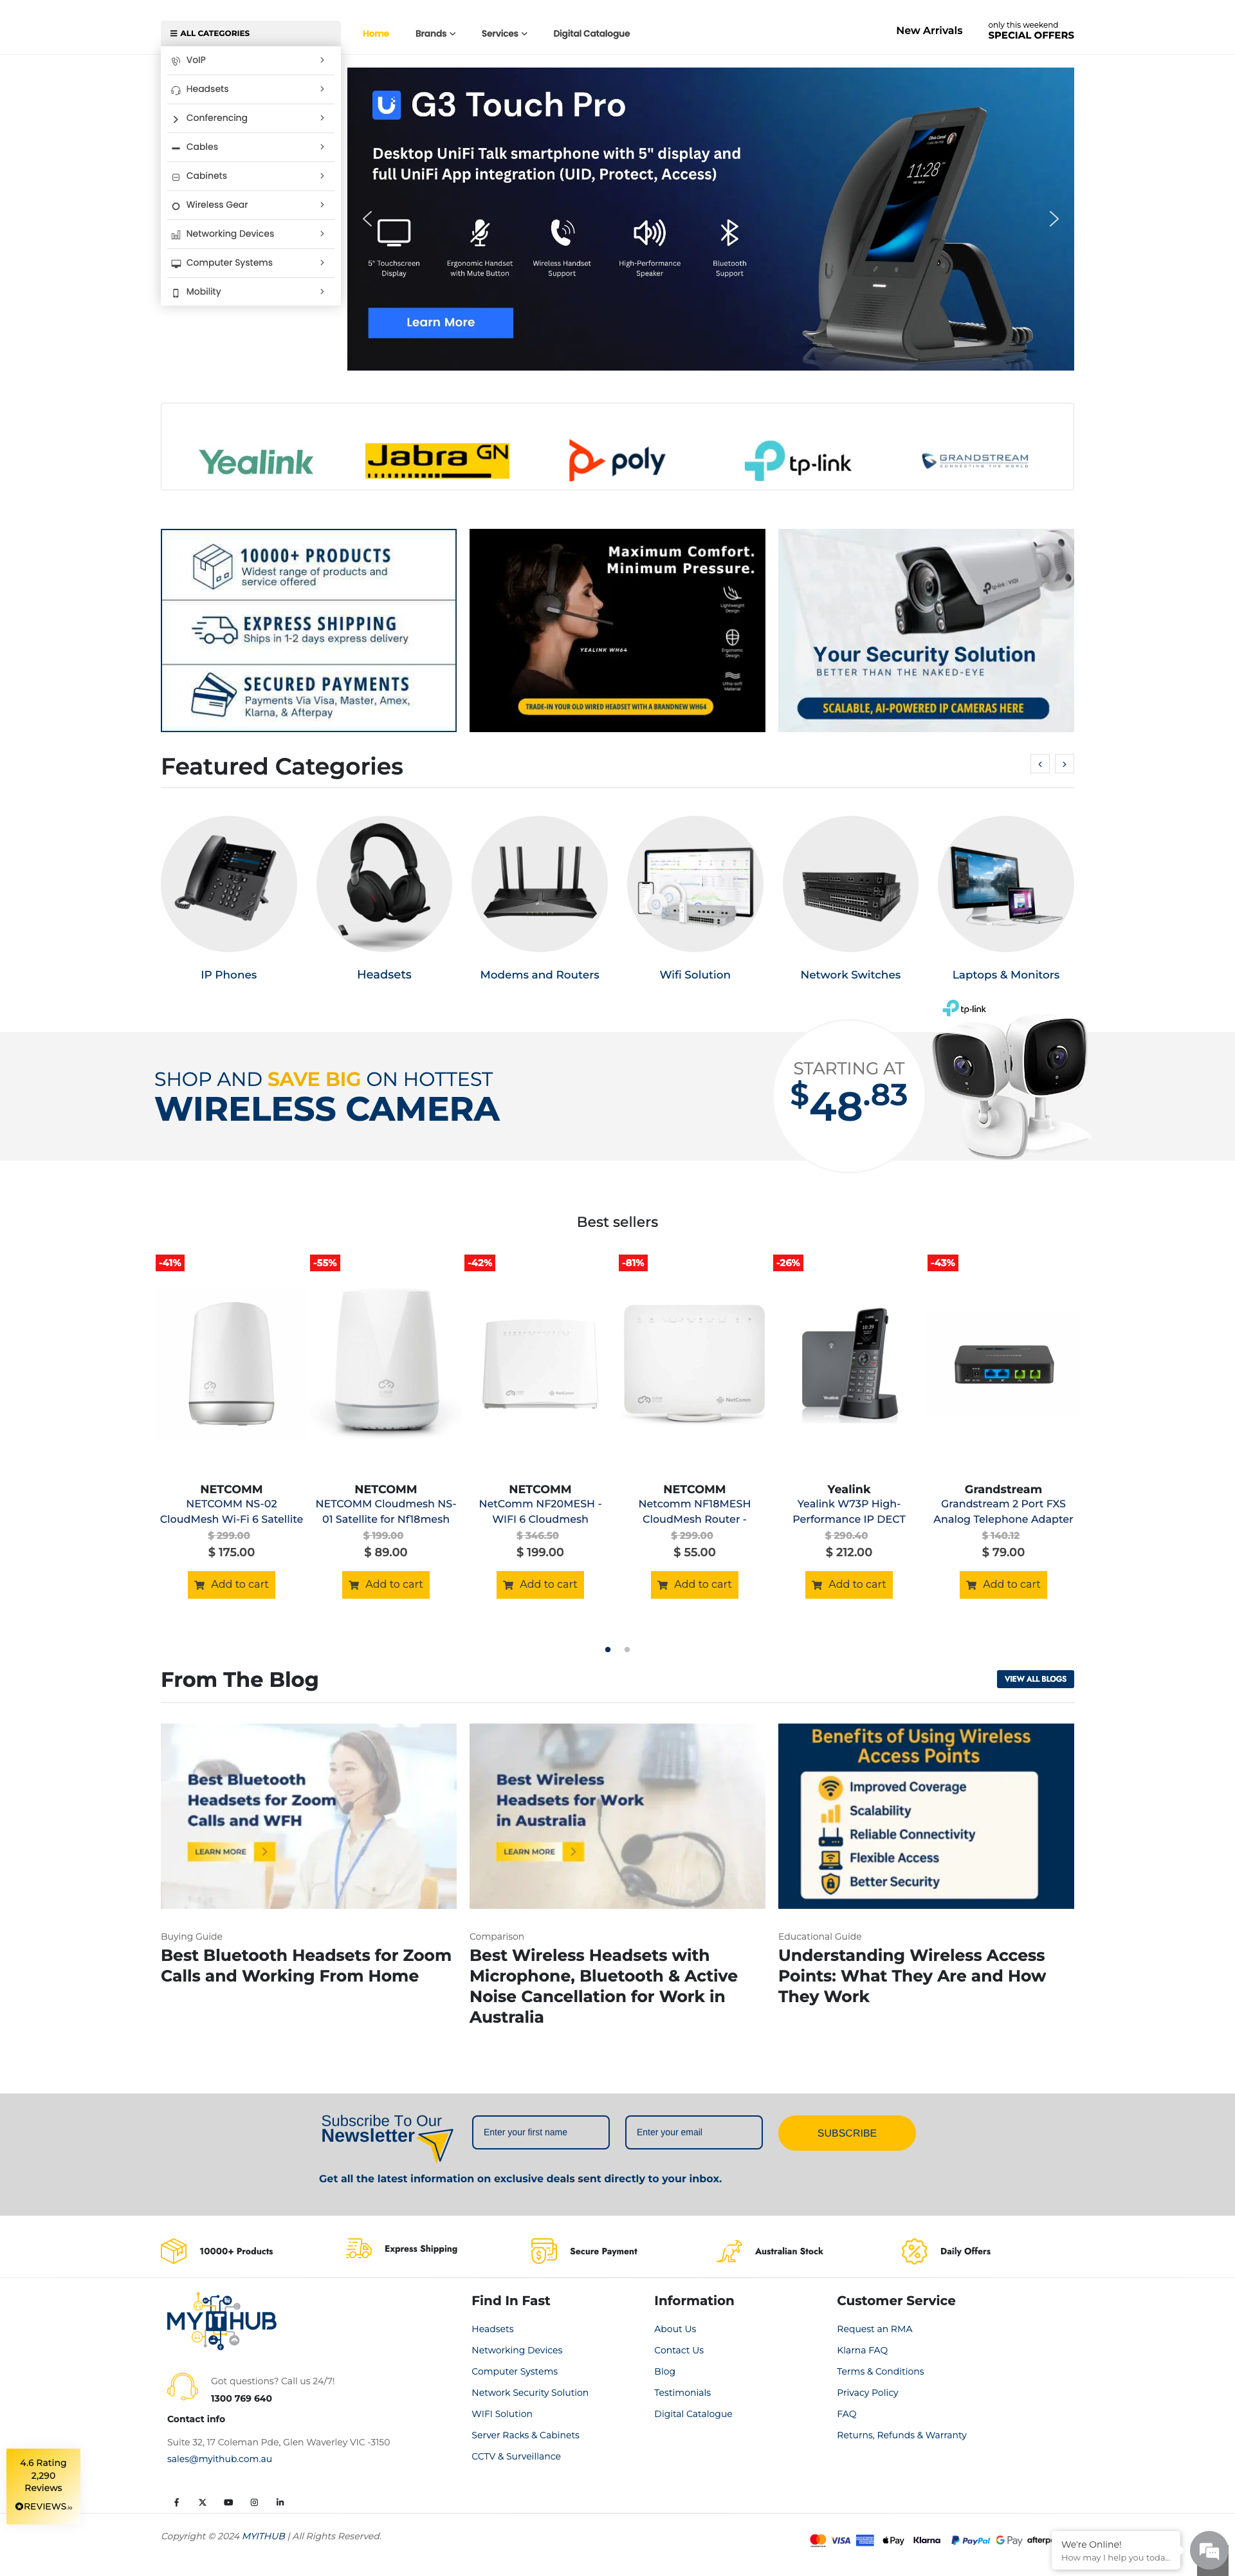 ALL CATEGORIES
Home
Brands
Services
Digital Catalogue
New Arrivals
only this weekend
SPECIAL OFFERS
VoIP
Headsets
Conferencing
Cables
Cabinets
Wireless Gear
Networking Devices
Computer Systems
Mobility
G3 Touch Pro
Desktop UniFi Talk smartphone with 5" display and
full UniFi App integration (UID, Protect, Access)
11:28
5" Touchscreen
Display
Ergonomic Handset
with Mute Button
Wireless Handset
Support
High-Performance
Speaker
Bluetooth
Support
Learn More
Yealink
Jabra GN
poly
tp-link
GRANDSTREAM
CONNECTING THE WORLD
10000+ PRODUCTS
Widest range of products and
service offered
EXPRESS SHIPPING
Ships in 1-2 days express delivery
SECURED PAYMENTS
Payments Via Visa, Master, Amex,
Klarna, & Afterpay
Maximum Comfort.
Minimum Pressure.
Lightweight
Design
YEALINK WH64
Ergonomic
Design
Ultra-soft
Material
TRADE-IN YOUR OLD WIRED HEADSET WITH A BRANDNEW WH64
tp-link VIGI
Your Security Solution
BETTER THAN THE NAKED-EYE
SCALABLE, AI-POWERED IP CAMERAS HERE
Featured Categories
IP Phones
Headsets
Modems and Routers
Wifi Solution
Network Switches
Laptops & Monitors
tp-link
SHOP AND SAVE BIG ON HOTTEST
WIRELESS CAMERA
STARTING AT
$48.83
Best sellers
-41%
-55%
-42%
-81%
-26%
-43%
NetComm
NetComm
10:39
Yealink
NETCOMM
NETCOMM NS-02
CloudMesh Wi-Fi 6 Satellite
$ 299.00
$ 175.00
Add to cart
NETCOMM
NETCOMM Cloudmesh NS-
01 Satellite for Nf18mesh
$ 199.00
$ 89.00
Add to cart
NETCOMM
NetComm NF20MESH -
WIFI 6 Cloudmesh
$ 346.50
$ 199.00
Add to cart
NETCOMM
Netcomm NF18MESH
CloudMesh Router -
$ 299.00
$ 55.00
Add to cart
Yealink
Yealink W73P High-
Performance IP DECT
$ 290.40
$ 212.00
Add to cart
Grandstream
Grandstream 2 Port FXS
Analog Telephone Adapter
$ 140.12
$ 79.00
Add to cart
From The Blog
VIEW ALL BLOGS
Best Bluetooth
Headsets for Zoom
Calls and WFH
LEARN MORE
Best Wireless
Headsets for Work
in Australia
LEARN MORE
Benefits of Using Wireless
Access Points
Improved Coverage
Scalability
Reliable Connectivity
Flexible Access
Better Security
Buying Guide
Best Bluetooth Headsets for Zoom
Calls and Working From Home
Comparison
Best Wireless Headsets with
Microphone, Bluetooth & Active
Noise Cancellation for Work in
Australia
Educational Guide
Understanding Wireless Access
Points: What They Are and How
They Work
Subscribe To Our
Newsletter
Enter your first name
Enter your email
SUBSCRIBE
Get all the latest information on exclusive deals sent directly to your inbox.
10000+ Products
Express Shipping
Secure Payment
Australian Stock
Daily Offers
MYITHUB
Got questions? Call us 24/7!
1300 769 640
Contact info
Suite 32, 17 Coleman Pde, Glen Waverley VIC -3150
sales@myithub.com.au
Find In Fast
Headsets
Networking Devices
Computer Systems
Network Security Solution
WIFI Solution
Server Racks & Cabinets
CCTV & Surveillance
Information
About Us
Contact Us
Blog
Testimonials
Digital Catalogue
Customer Service
Request an RMA
Klarna FAQ
Terms & Conditions
Privacy Policy
FAQ
Returns, Refunds & Warranty
4.6 Rating
2,290
Reviews
REVIEWS.io
Copyright © 2024 MYITHUB | All Rights Reserved.
VISA
Pay
Klarna
PayPal
G Pay
afterpa
We're Online!
How may I help you toda...